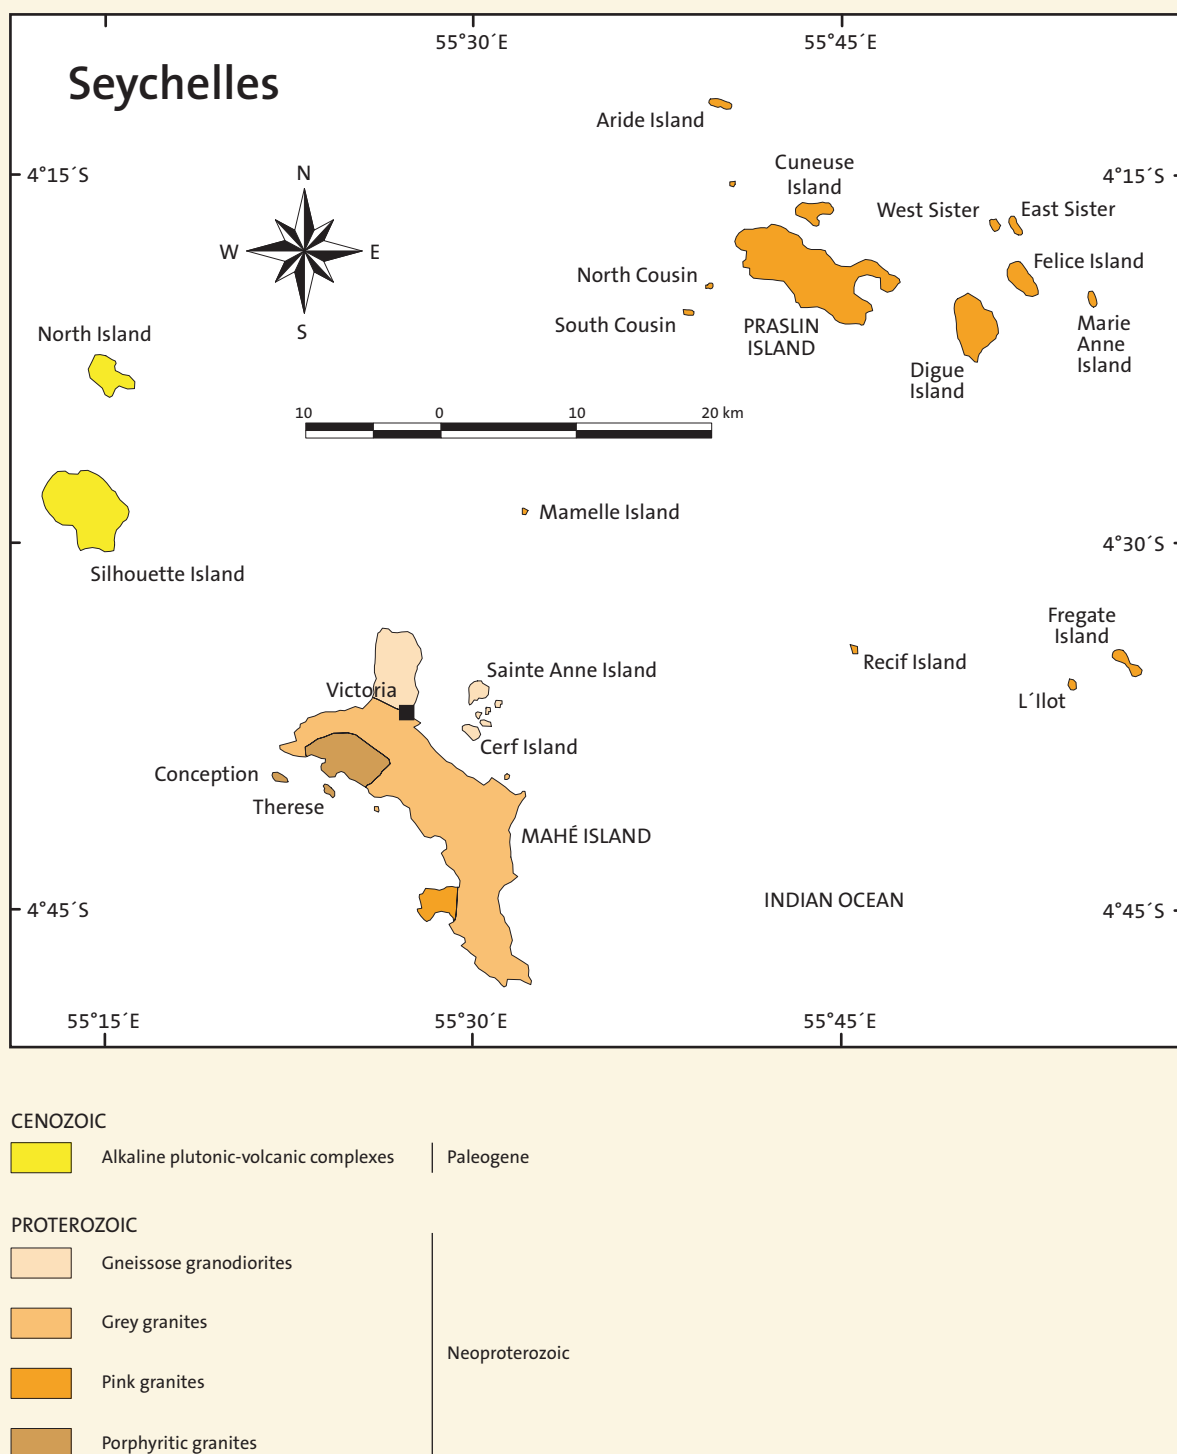 55°30´E
55°45´E
Seychelles
Aride Island
4°15´S
4°15´S
N
W
E
S
Cuneuse
Island
West Sister
East Sister
Felice Island
North Cousin
South Cousin
PRASLIN
ISLAND
Marie
Anne
Island
Digue
Island
North Island
10
0
10
20 km
Mamelle Island
4°30´S
Silhouette Island
Fregate
Island
Recif Island
L´Ilot
Sainte Anne Island
Victoria
Cerf Island
Conception
Therese
MAHÉ ISLAND
INDIAN OCEAN
4°45´S
4°45´S
55°15´E
55°30´E
55°45´E
CENOZOIC
Alkaline plutonic-volcanic complexes
Paleogene
PROTEROZOIC
Gneissose granodiorites
Grey granites
Pink granites
Porphyritic granites
Neoproterozoic